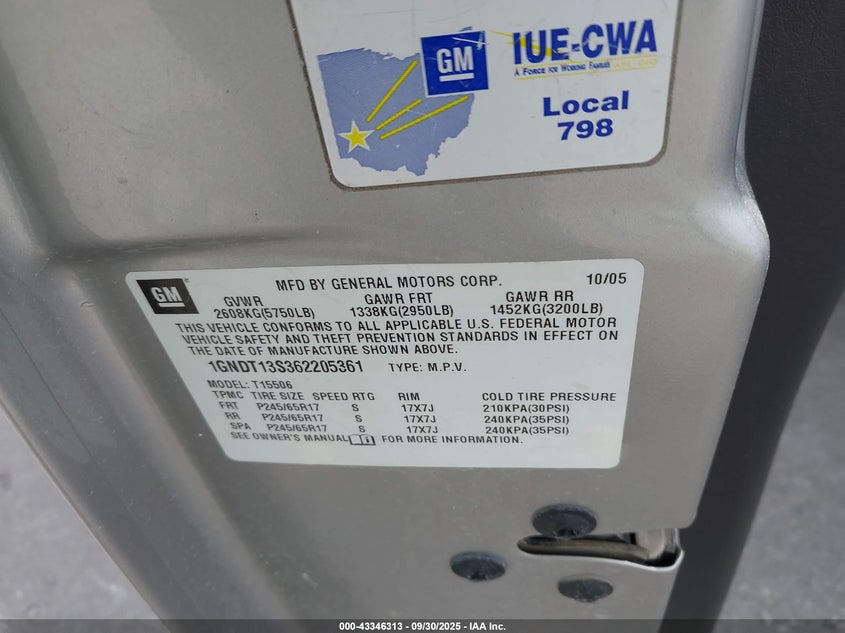 GM
IUE-CWA
A FORCE FOR WORKING FAMILIES AFL-CIO
Local
798
GM
MFD BY GENERAL MOTORS CORP. 10/05
GVWR GAWR FRT GAWR RR
2608KG(5750LB) 1338KG(2950LB) 1452KG(3200LB)
THIS VEHICLE CONFORMS TO ALL APPLICABLE U.S. FEDERAL MOTOR
VEHICLE SAFETY AND THEFT PREVENTION STANDARDS IN EFFECT ON
THE DATE OF MANUFACTURE SHOWN ABOVE.
1GNDT13S362205361 TYPE: M.P.V.
MODEL: T15506
TPMC TIRE SIZE SPEED RTG RIM COLD TIRE PRESSURE
FRT P245/65R17 S 17X7J 210KPA(30PSI)
RR P245/65R17 S 17X7J 240KPA(35PSI)
SPA P245/65R17 S 17X7J 240KPA(35PSI)
SEE OWNER'S MANUAL FOR MORE INFORMATION.
000-43346313 - 09/30/2025 - IAA Inc.